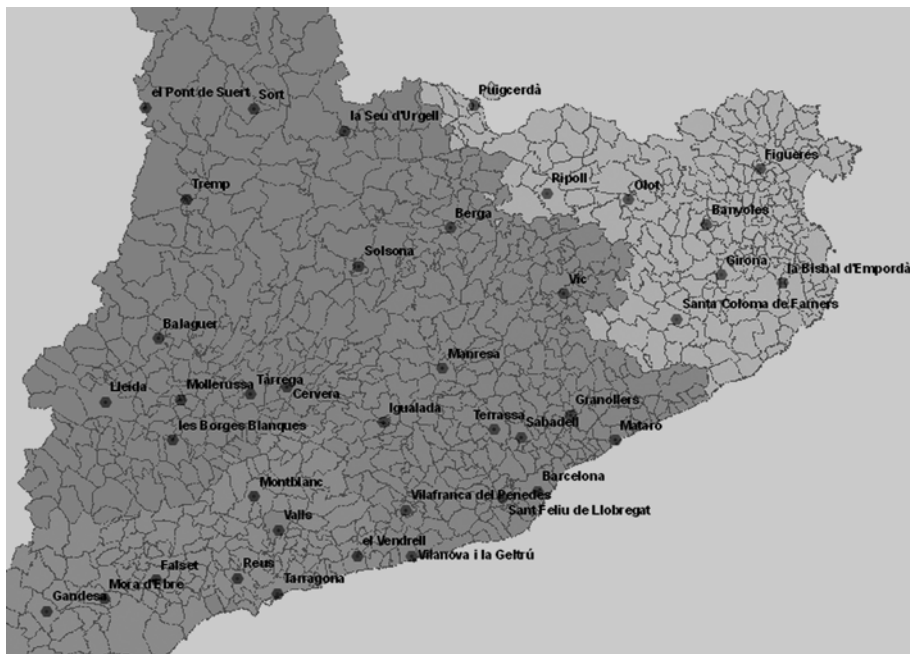 Puigcerdà
el Pont de Suert
Sort
la Seu d'Urgell
Figueres
Tremp
Ripoll
Olot
Berga
Banyoles
Solsona
Girona
la Bisbal d'Empordà
Vic
Santa Coloma de Farners
Balaguer
Manresa
Lleida
Mollerussa
Tàrrega
Cervera
Igualada
Terrassa
Sabadell
Granollers
Mataró
les Borges Blanques
Barcelona
Montblanc
Vilafranca del Penedès
Sant Feliu de Llobregat
Valls
el Vendrell
Vilanova i la Geltrú
Falset
Reus
Mora d'Ebre
Tarragona
Gandesa